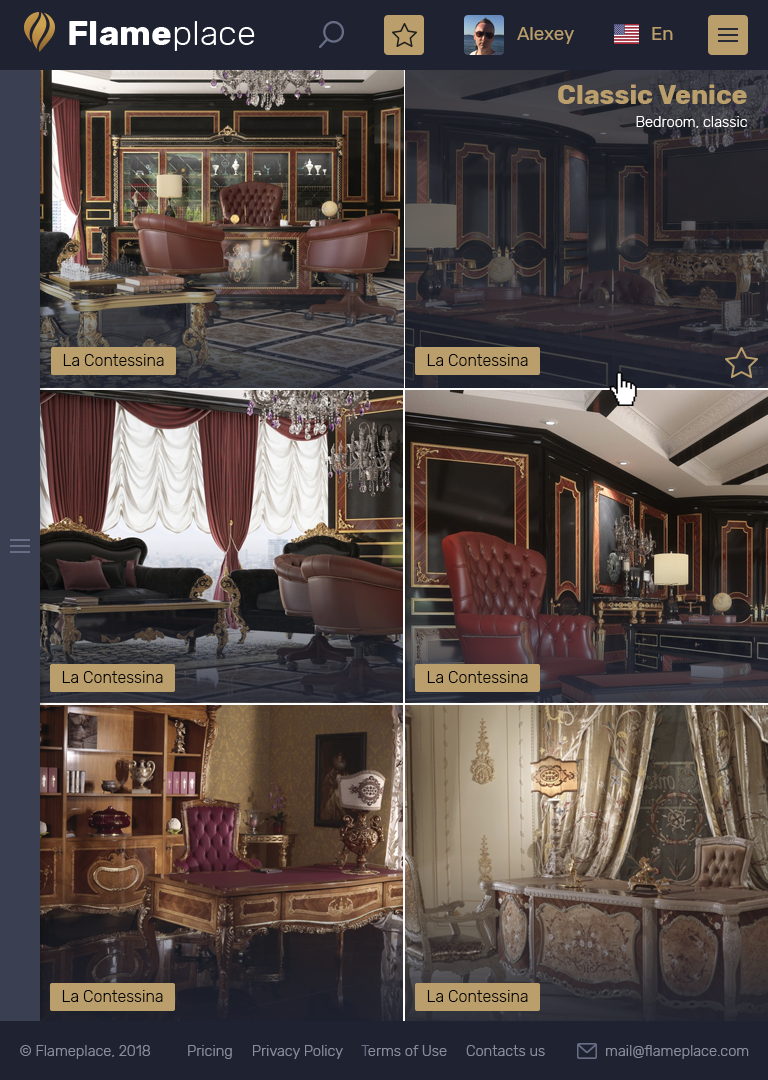 Flameplace
Alexey
En
Classic Venice
Bedroom, classic
La Contessina
La Contessina
La Contessina
La Contessina
La Contessina
La Contessina
© Flameplace, 2018
Pricing
Privacy Policy
Terms of Use
Contacts us
mail@flameplace.com